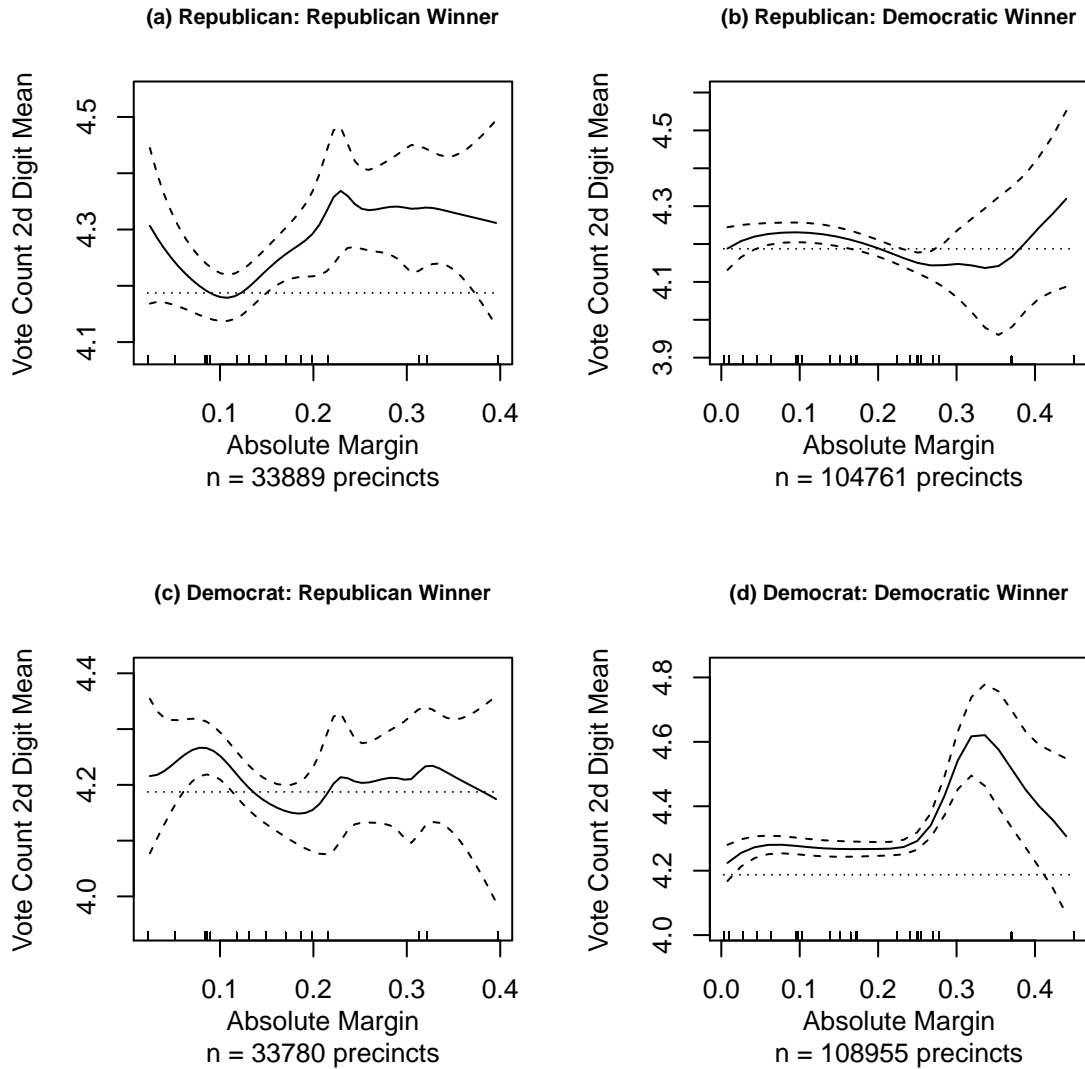 (a) Republican: Republican Winner
Vote Count 2d Digit Mean
4.1
4.3
4.5
0.1 0.2 0.3 0.4
Absolute Margin
n = 33889 precincts
(b) Republican: Democratic Winner
Vote Count 2d Digit Mean
3.9
4.1
4.3
4.5
0.0 0.1 0.2 0.3 0.4
Absolute Margin
n = 104761 precincts
(c) Democrat: Republican Winner
Vote Count 2d Digit Mean
4.0
4.2
4.4
0.1 0.2 0.3 0.4
Absolute Margin
n = 33780 precincts
(d) Democrat: Democratic Winner
Vote Count 2d Digit Mean
4.0
4.2
4.4
4.6
4.8
0.0 0.1 0.2 0.3 0.4
Absolute Margin
n = 108955 precincts